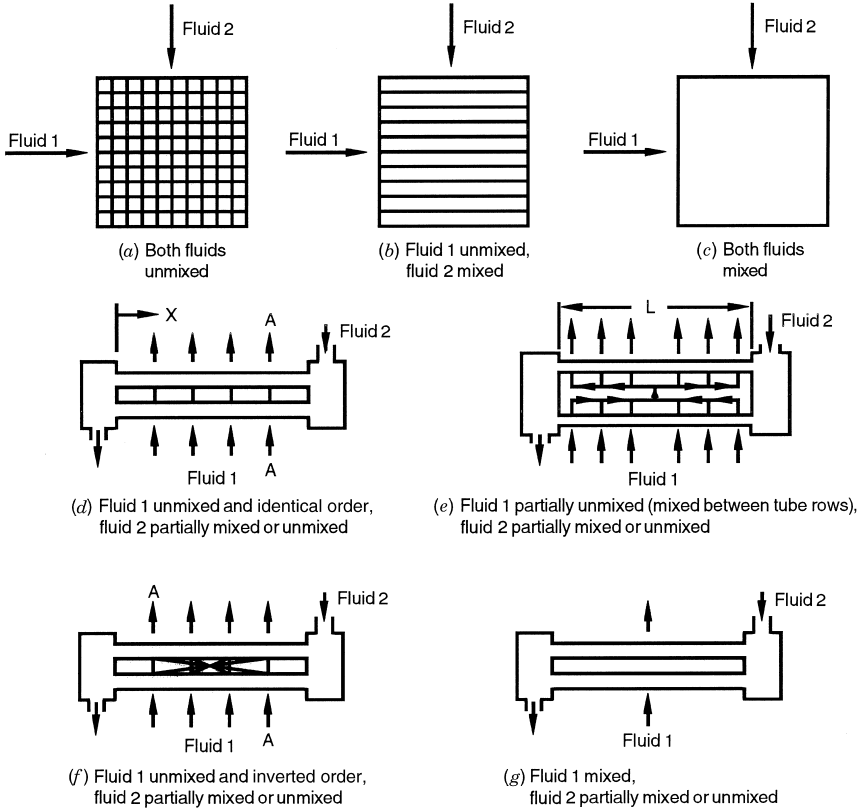 Fluid 2
Fluid 1
(a) Both fluids
unmixed
Fluid 2
Fluid 1
(b) Fluid 1 unmixed,
fluid 2 mixed
Fluid 2
Fluid 1
(c) Both fluids
mixed
X
A
Fluid 2
Fluid 1
A
(d) Fluid 1 unmixed and identical order,
fluid 2 partially mixed or unmixed
L
Fluid 2
Fluid 1
(e) Fluid 1 partially unmixed (mixed between tube rows),
fluid 2 partially mixed or unmixed
A
Fluid 2
Fluid 1
A
(f) Fluid 1 unmixed and inverted order,
fluid 2 partially mixed or unmixed
Fluid 2
Fluid 1
(g) Fluid 1 mixed,
fluid 2 partially mixed or unmixed